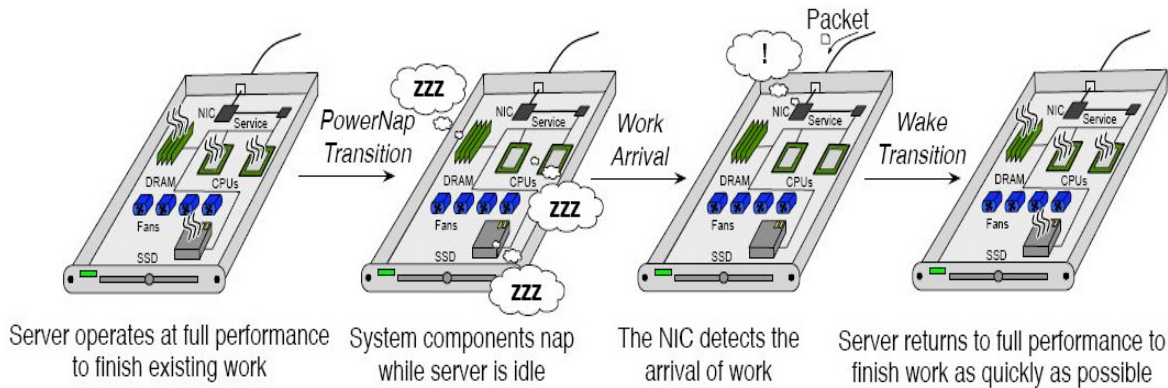 Packet
!
zzz
zzz
zzz
PowerNap
Transition
Work
Arrival
Wake
Transition
NIC
Service
DRAM
CPUs
Fans
SSD
NIC
Service
DRAM
CPUs
Fans
SSD
NIC
Service
DRAM
CPUs
Fans
SSD
NIC
Service
DRAM
CPUs
Fans
SSD
Server operates at full performance
to finish existing work
System components nap
while server is idle
The NIC detects the
arrival of work
Server returns to full performance to
finish work as quickly as possible